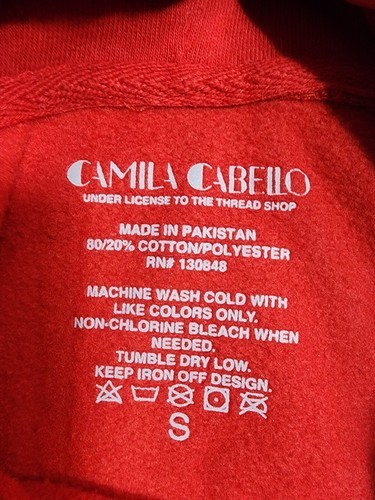 CAMILA CABELLO
UNDER LICENSE TO THE THREAD SHOP
MADE IN PAKISTAN
80/20% COTTON/POLYESTER
RN# 130848
MACHINE WASH COLD WITH
LIKE COLORS ONLY.
NON-CHLORINE BLEACH WHEN
NEEDED.
TUMBLE DRY LOW.
KEEP IRON OFF DESIGN.
S